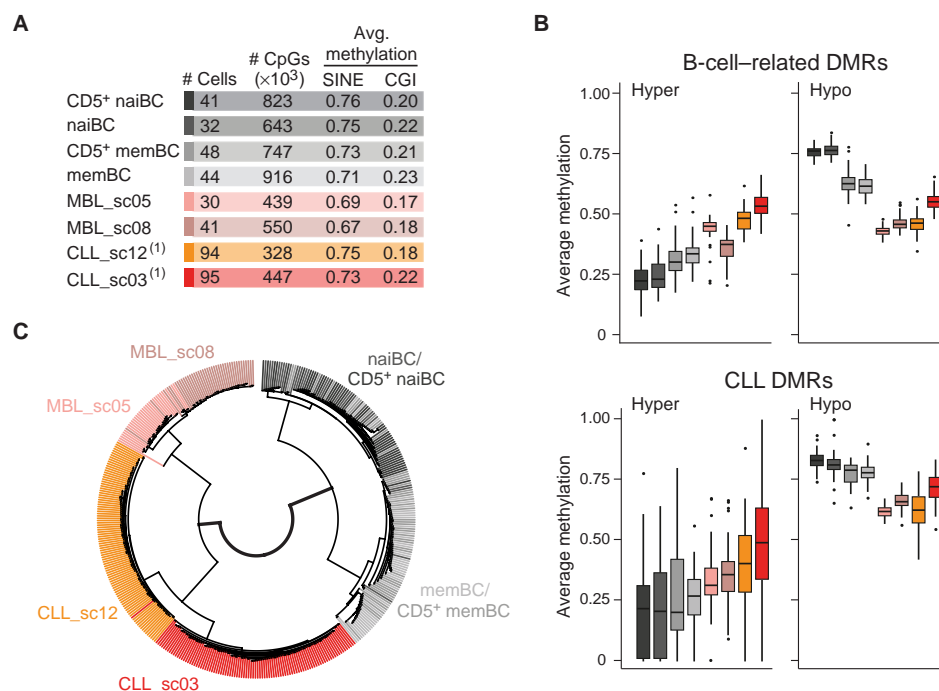 A
Avg.
methylation
# Cells
# CpGs
(×10³)
SINE
CGI
CD5⁺ naiBC 41 823 0.76 0.20
naiBC 32 643 0.75 0.22
CD5⁺ memBC 48 747 0.73 0.21
memBC 44 916 0.71 0.23
MBL_sc05 30 439 0.69 0.17
MBL_sc08 41 550 0.67 0.18
CLL_sc12⁽¹⁾ 94 328 0.75 0.18
CLL_sc03⁽¹⁾ 95 447 0.73 0.22
B
B-cell–related DMRs
Hyper
Hypo
Average methylation
1.00
0.75
0.50
0.25
0
CLL DMRs
Hyper
Hypo
Average methylation
1.00
0.75
0.50
0.25
0
C
MBL_sc08
MBL_sc05
naiBC/
CD5⁺ naiBC
memBC/
CD5⁺ memBC
CLL_sc12
CLL_sc03